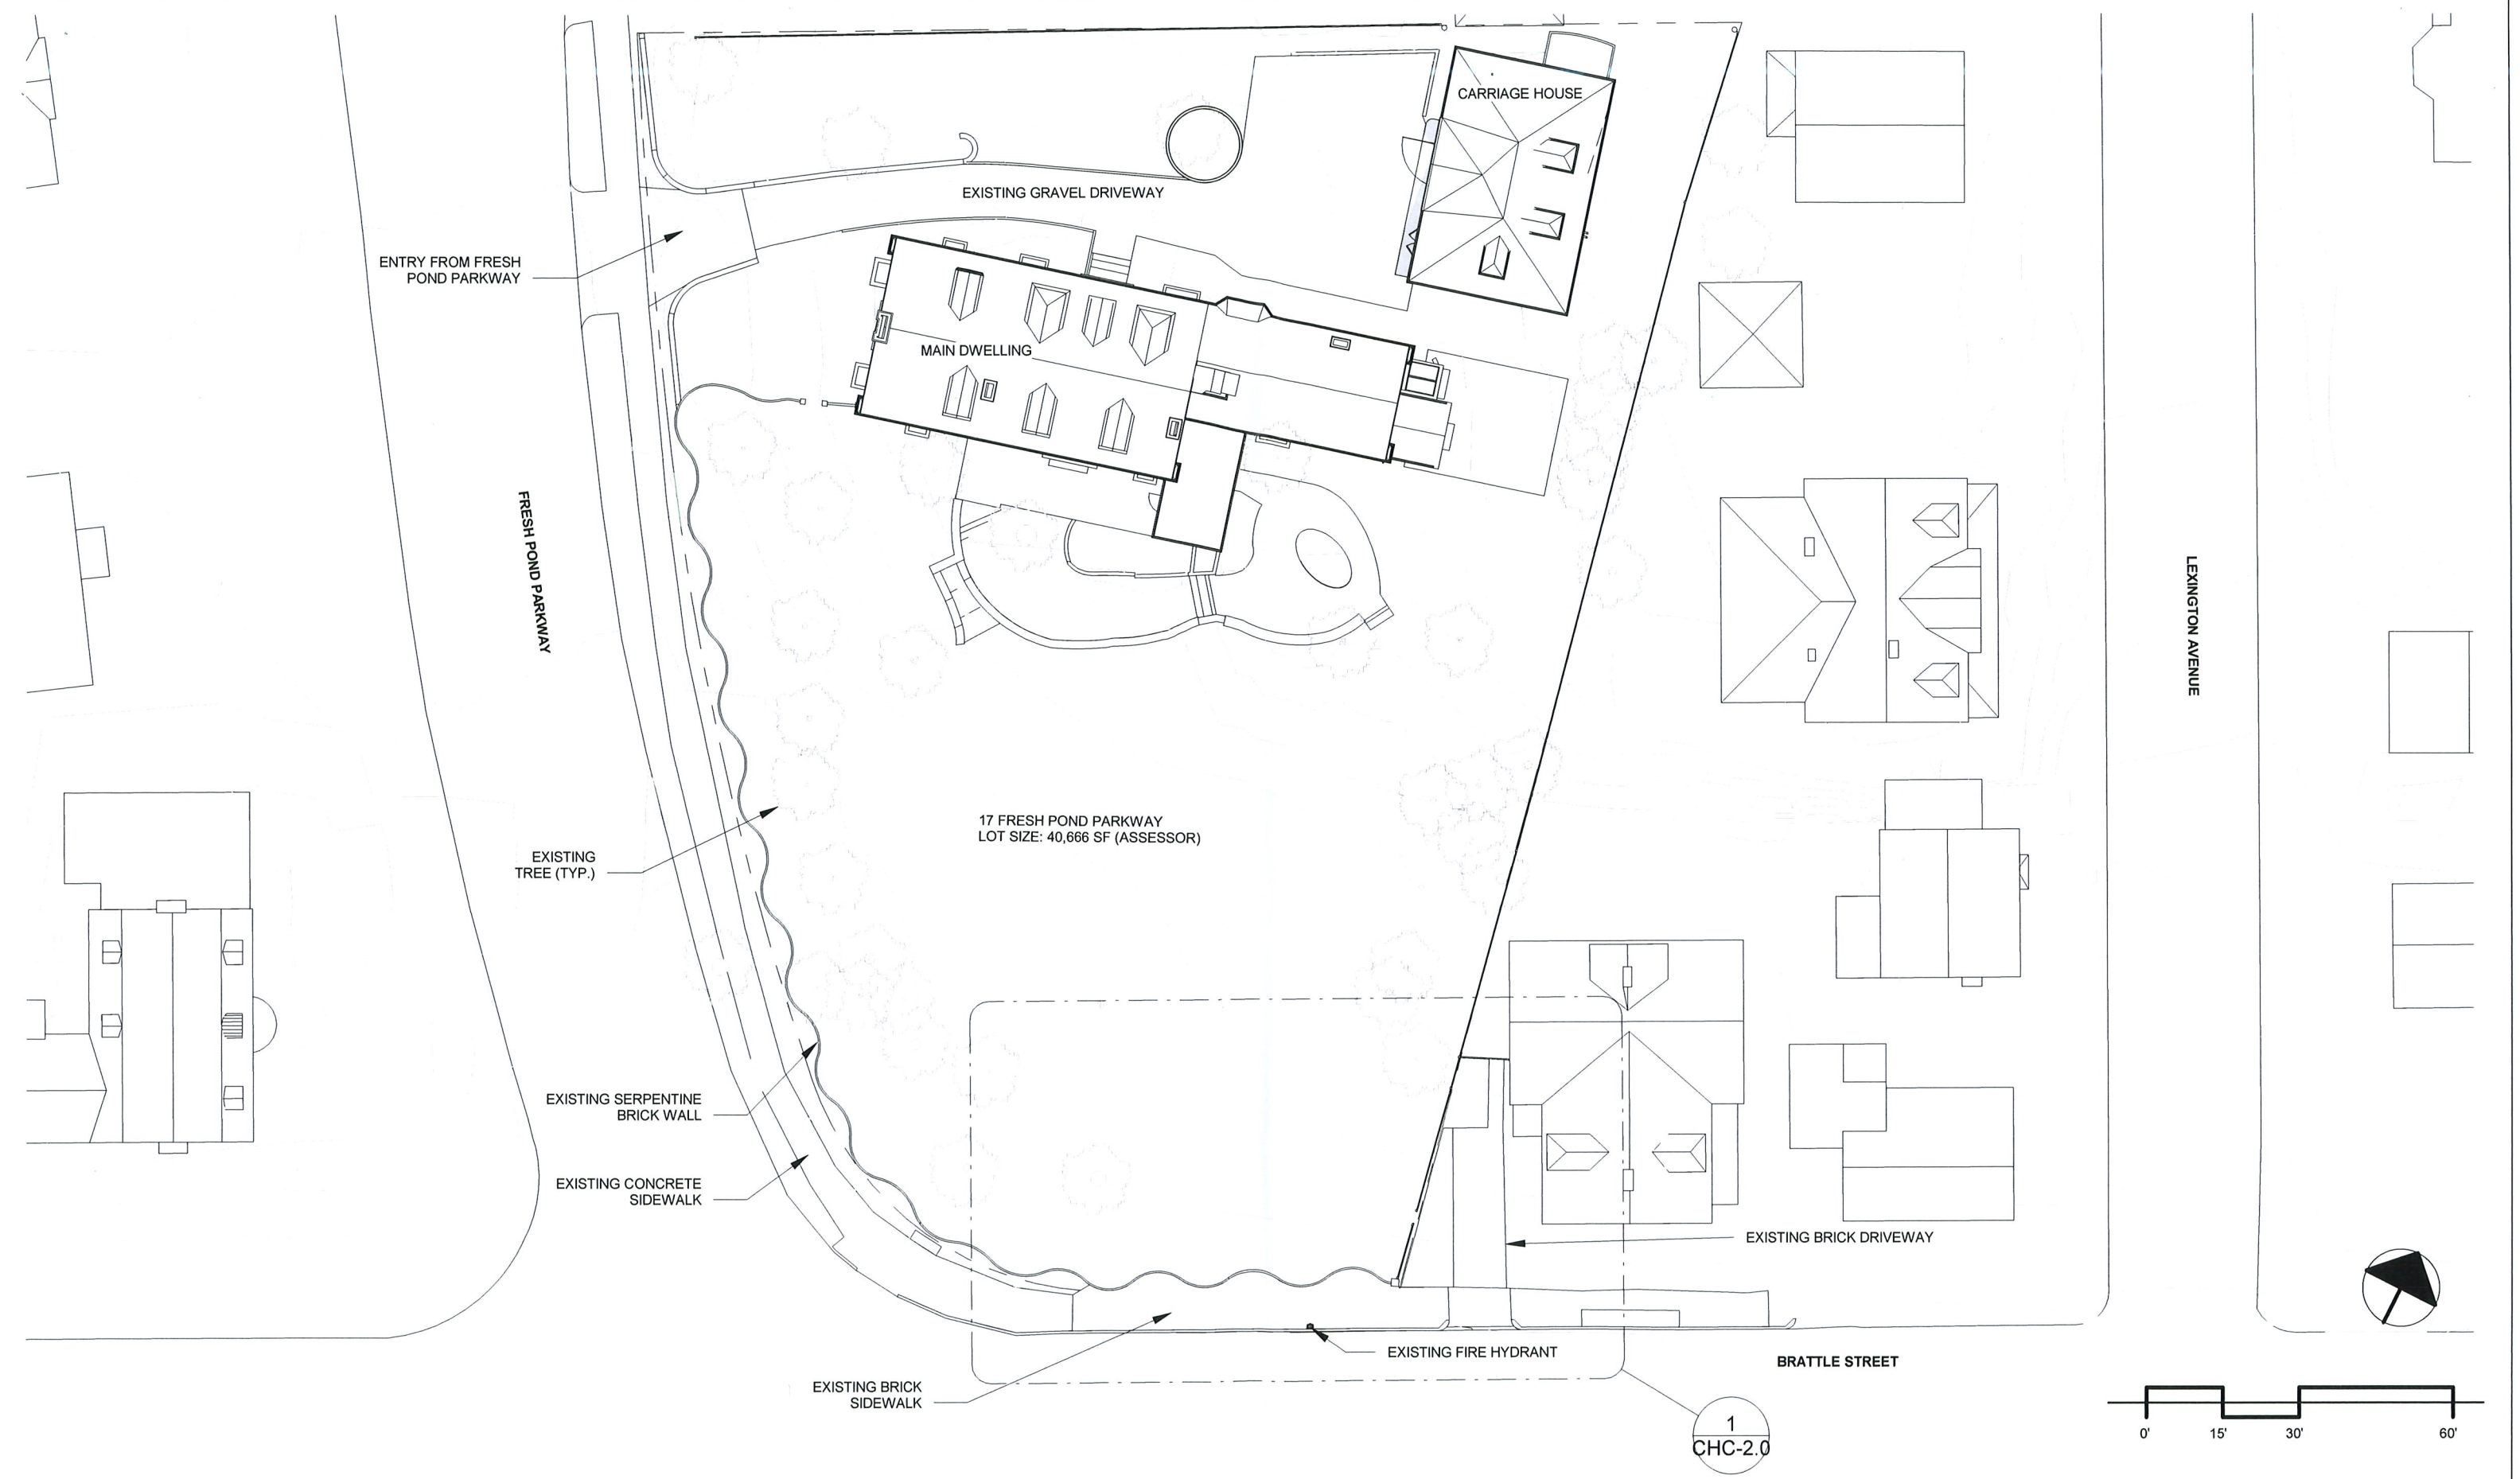 CARRIAGE HOUSE
EXISTING GRAVEL DRIVEWAY
ENTRY FROM FRESH
POND PARKWAY
MAIN DWELLING
FRESH POND PARKWAY
LEXINGTON AVENUE
17 FRESH POND PARKWAY
LOT SIZE: 40,666 SF (ASSESSOR)
EXISTING
TREE (TYP.)
EXISTING SERPENTINE
BRICK WALL
EXISTING CONCRETE
SIDEWALK
EXISTING BRICK DRIVEWAY
EXISTING FIRE HYDRANT
BRATTLE STREET
EXISTING BRICK
SIDEWALK
1
CHC-2.0
0' 15' 30' 60'